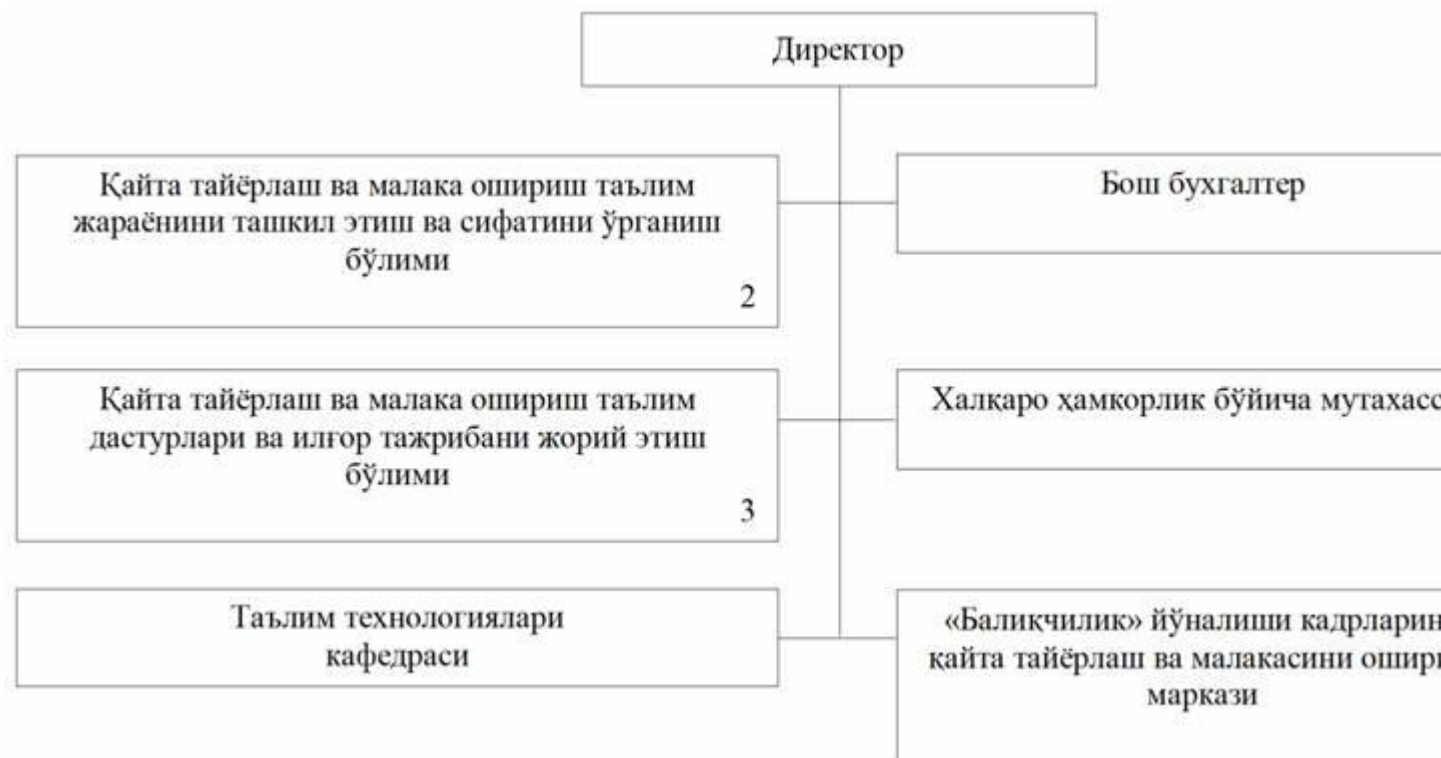 Директор
Қайта тайёрлаш ва малака ошириш таълим
жараёнини ташкил этиш ва сифатини ўрганиш
бўлими
2
Бош бухгалтер
Қайта тайёрлаш ва малака ошириш таълим
дастурлари ва илғор тажрибани жорий этиш
бўлими
3
Халқаро ҳамкорлик бўйича
Таълим технологиялари
кафедраси
«Балиқчилик» йўналиши
қайта тайёрлаш ва малакасини
маркази